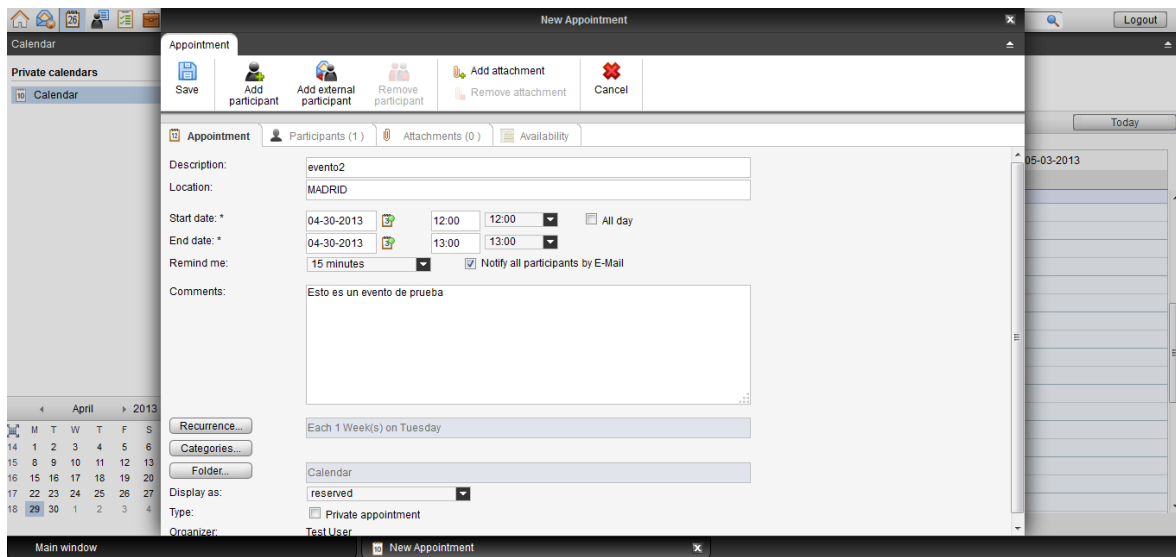 26
New Appointment
Logout
Calendar
Appointment
Private calendars
10 Calendar
Save
Add participant
Add external participant
Remove participant
Add attachment
Remove attachment
Cancel
Today
12 Appointment
Participants (1 )
Attachments (0 )
Availability
05-03-2013
Description: evento2
Location: MADRID
Start date: * 04-30-2013 12:00 12:00 All day
End date: * 04-30-2013 13:00 13:00
Remind me: 15 minutes Notify all participants by E-Mail
Comments: Esto es un evento de prueba
April 2013
M T W T F S
14 1 2 3 4 5 6
15 8 9 10 11 12 13
16 15 16 17 18 19 20
17 22 23 24 25 26 27
18 29 30 1 2 3 4
Recurrence... Each 1 Week(s) on Tuesday
Categories...
Folder... Calendar
Display as: reserved
Type: Private appointment
Organizer: Test User
Main window
10 New Appointment